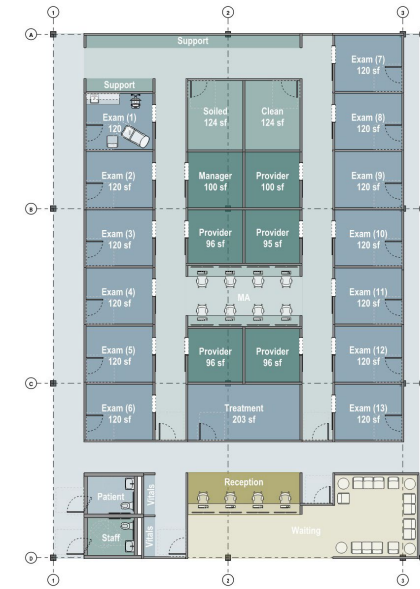 1
2
3
A
Support
Exam (7)
120 sf
Support
Exam (1)
120
Soiled
124 sf
Clean
124 sf
Exam (8)
120 sf
Exam (2)
120 sf
Manager
100 sf
Provider
100 sf
Exam (9)
120 sf
B
Exam (3)
120 sf
Provider
96 sf
Provider
95 sf
Exam (10)
120 sf
Exam (4)
120 sf
MA
Exam (11)
120 sf
Exam (5)
120 sf
Provider
96 sf
Provider
96 sf
Exam (12)
120 sf
C
Exam (6)
120 sf
Treatment
203 sf
Exam (13)
120 sf
Patient
Vitals
Reception
Staff
Vitals
Waiting
D
1
2
3